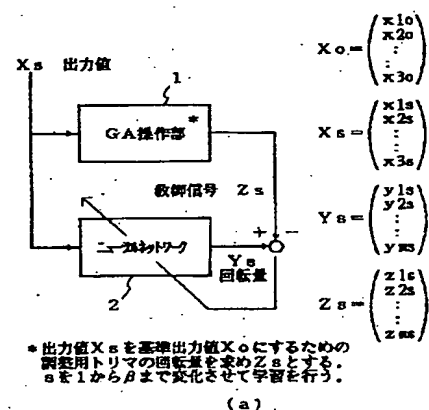 Xs 出力値
1
GA操作部 *
教師信号 Zs
+ −
ニューラルネットワーク
Ys
回転量
2
Xo=(x1o x2o : : x3o)
Xs=(x1s x2s : : x3s)
Ys=(y1s y2s : : yms)
Zs=(z1s z2s : : zms)
*出力値Xsを基準出力値Xoにするための
調整用トリマの回転量を求めZsとする。
sを1からβまで変化させて学習を行う。
(a)